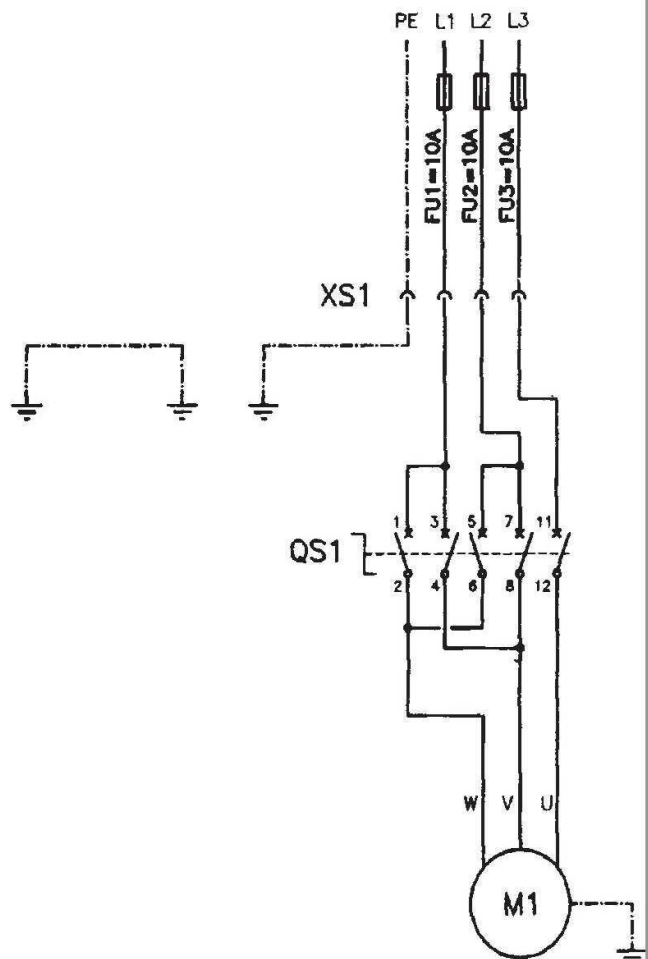 PE L1 L2 L3
FU1=10A
FU2=10A
FU3=10A
XS1
1 3 5 7 11
QS1
2 4 6 8 12
W V U
M1